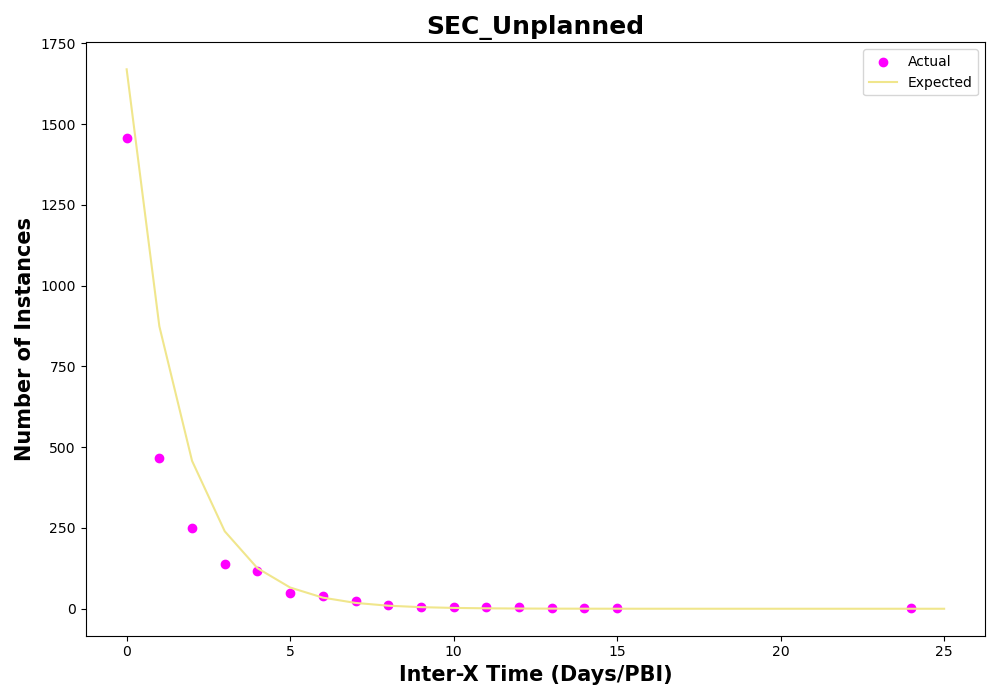 SEC_Unplanned
Actual
Expected
Number of Instances
1750
1500
1250
1000
750
500
250
0
0 5 10 15 20 25
Inter-X Time (Days/PBI)